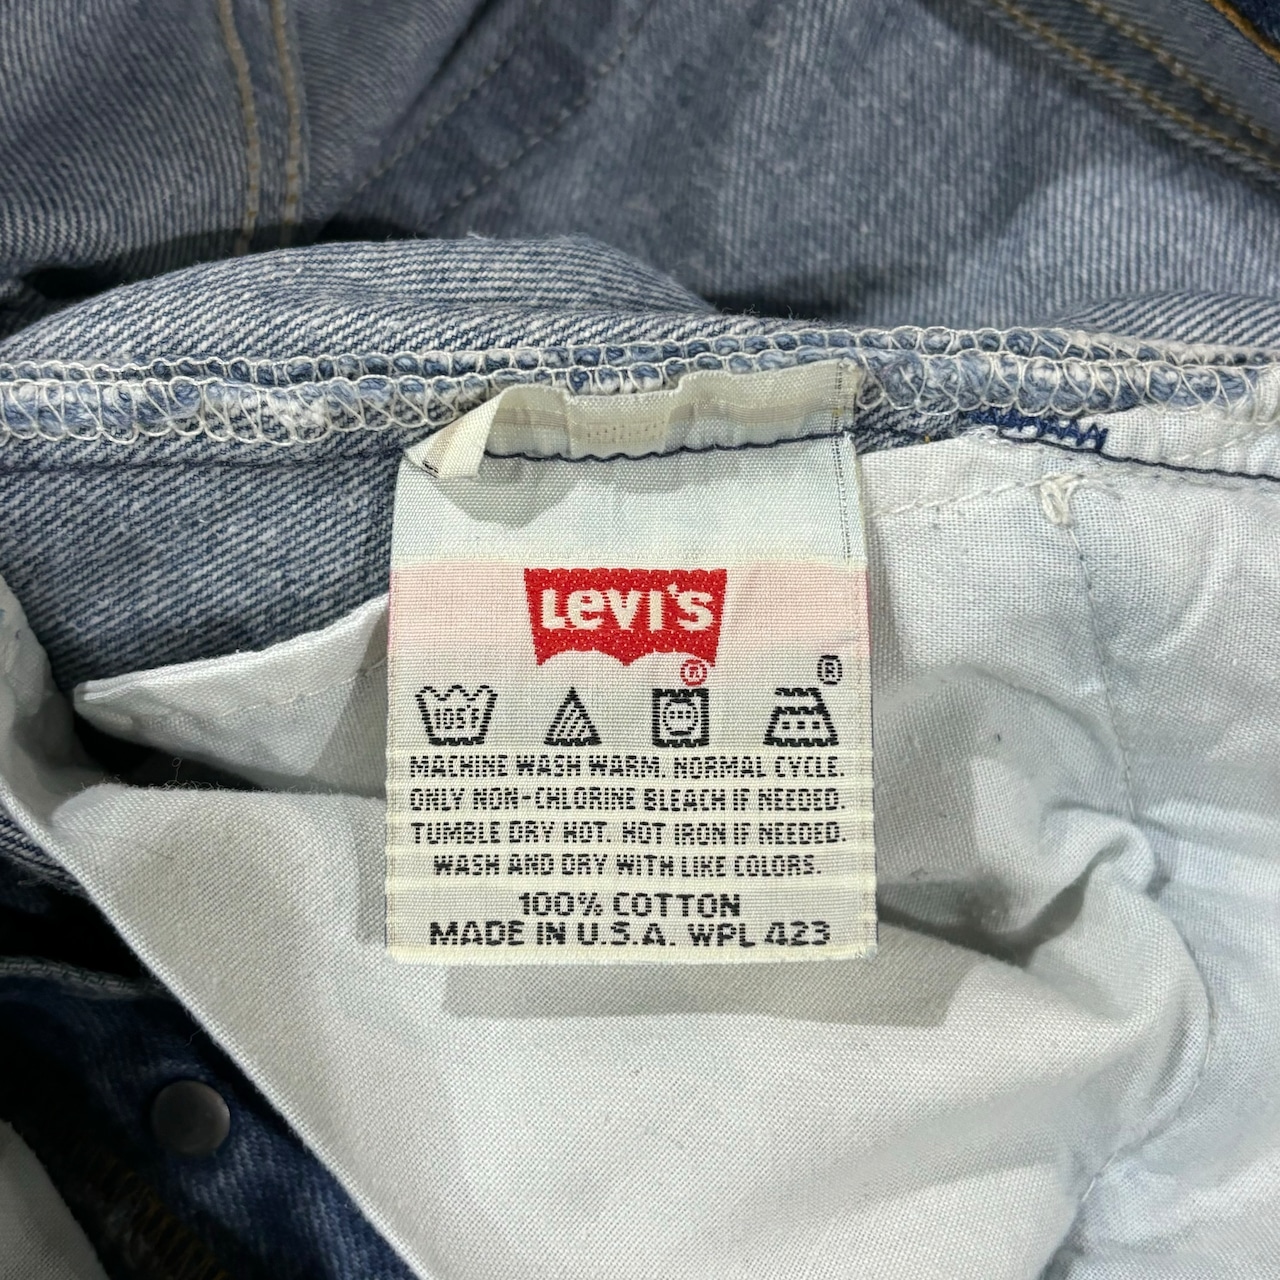 LEVI'S
®
®
105F
MACHINE WASH WARM. NORMAL CYCLE.
ONLY NON-CHLORINE BLEACH IF NEEDED.
TUMBLE DRY HOT. HOT IRON IF NEEDED.
WASH AND DRY WITH LIKE COLORS.
100% COTTON
MADE IN U.S.A. WPL 423